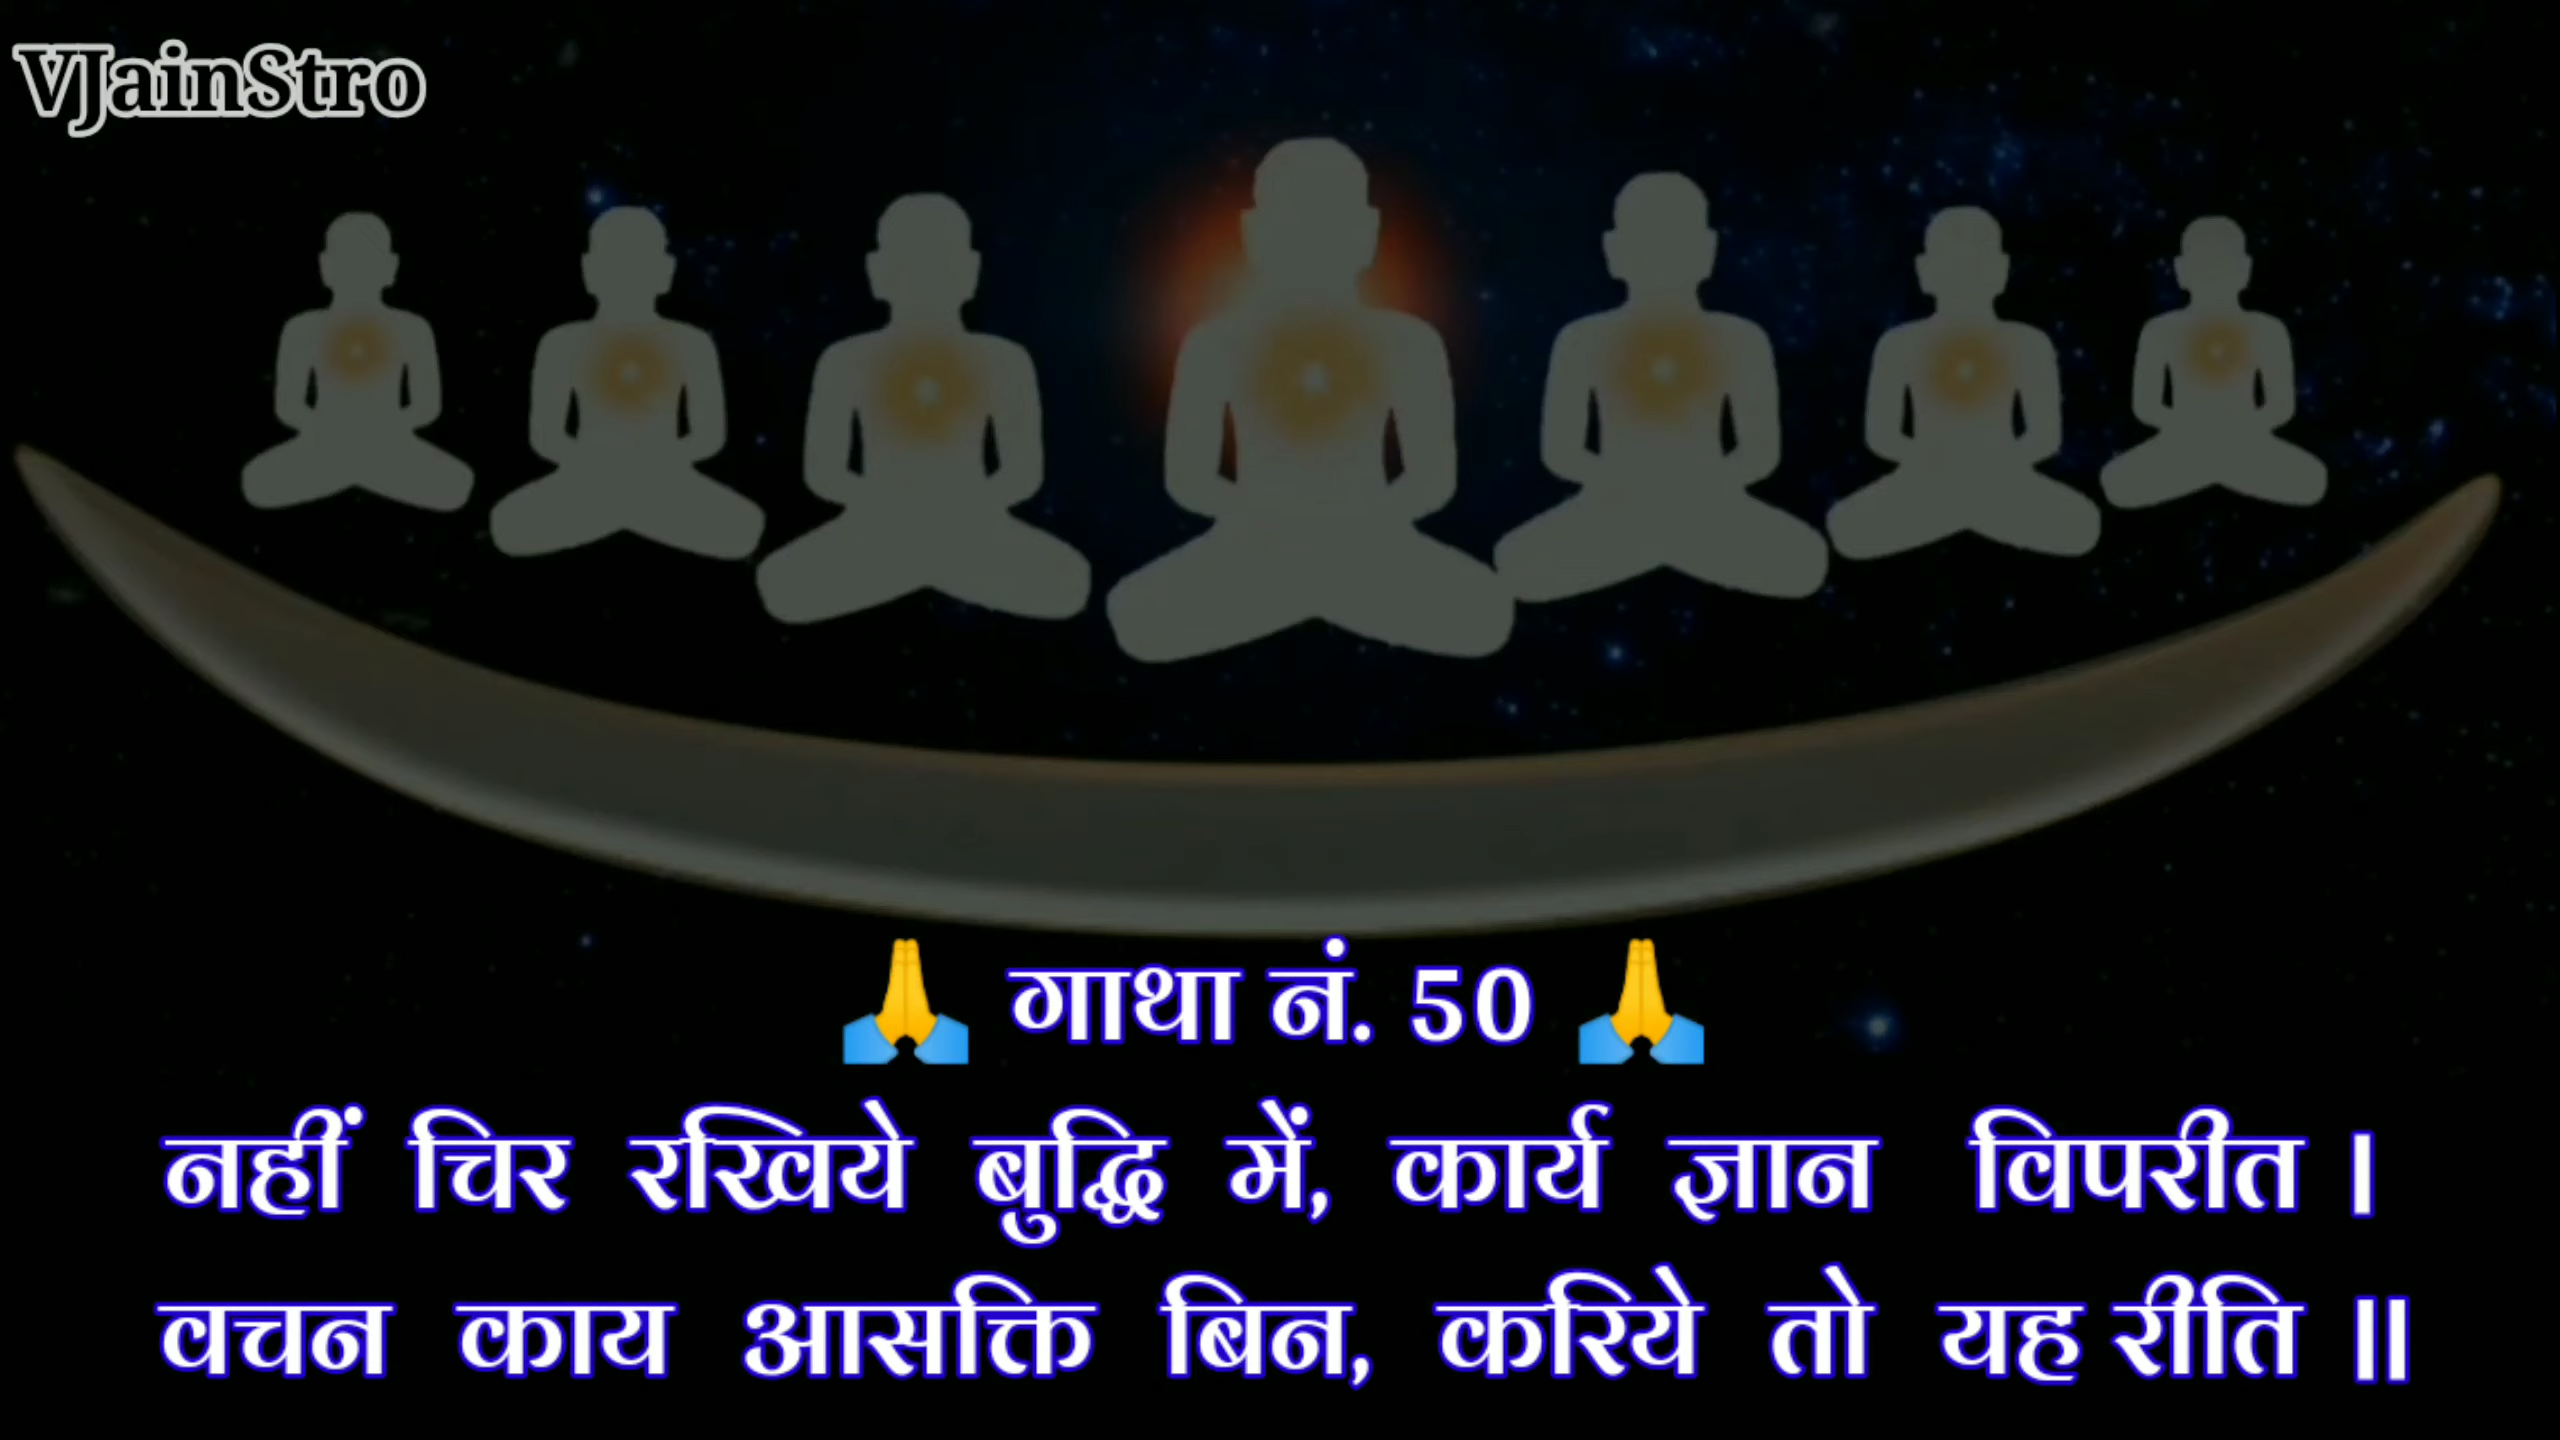 VJainStro
🙏 गाथा नं. 50 🙏
नहीं चिर रखिये बुद्धि में, कार्य ज्ञान विपरीत ।
वचन काय आसक्ति बिन, करिये तो यह रीति ॥